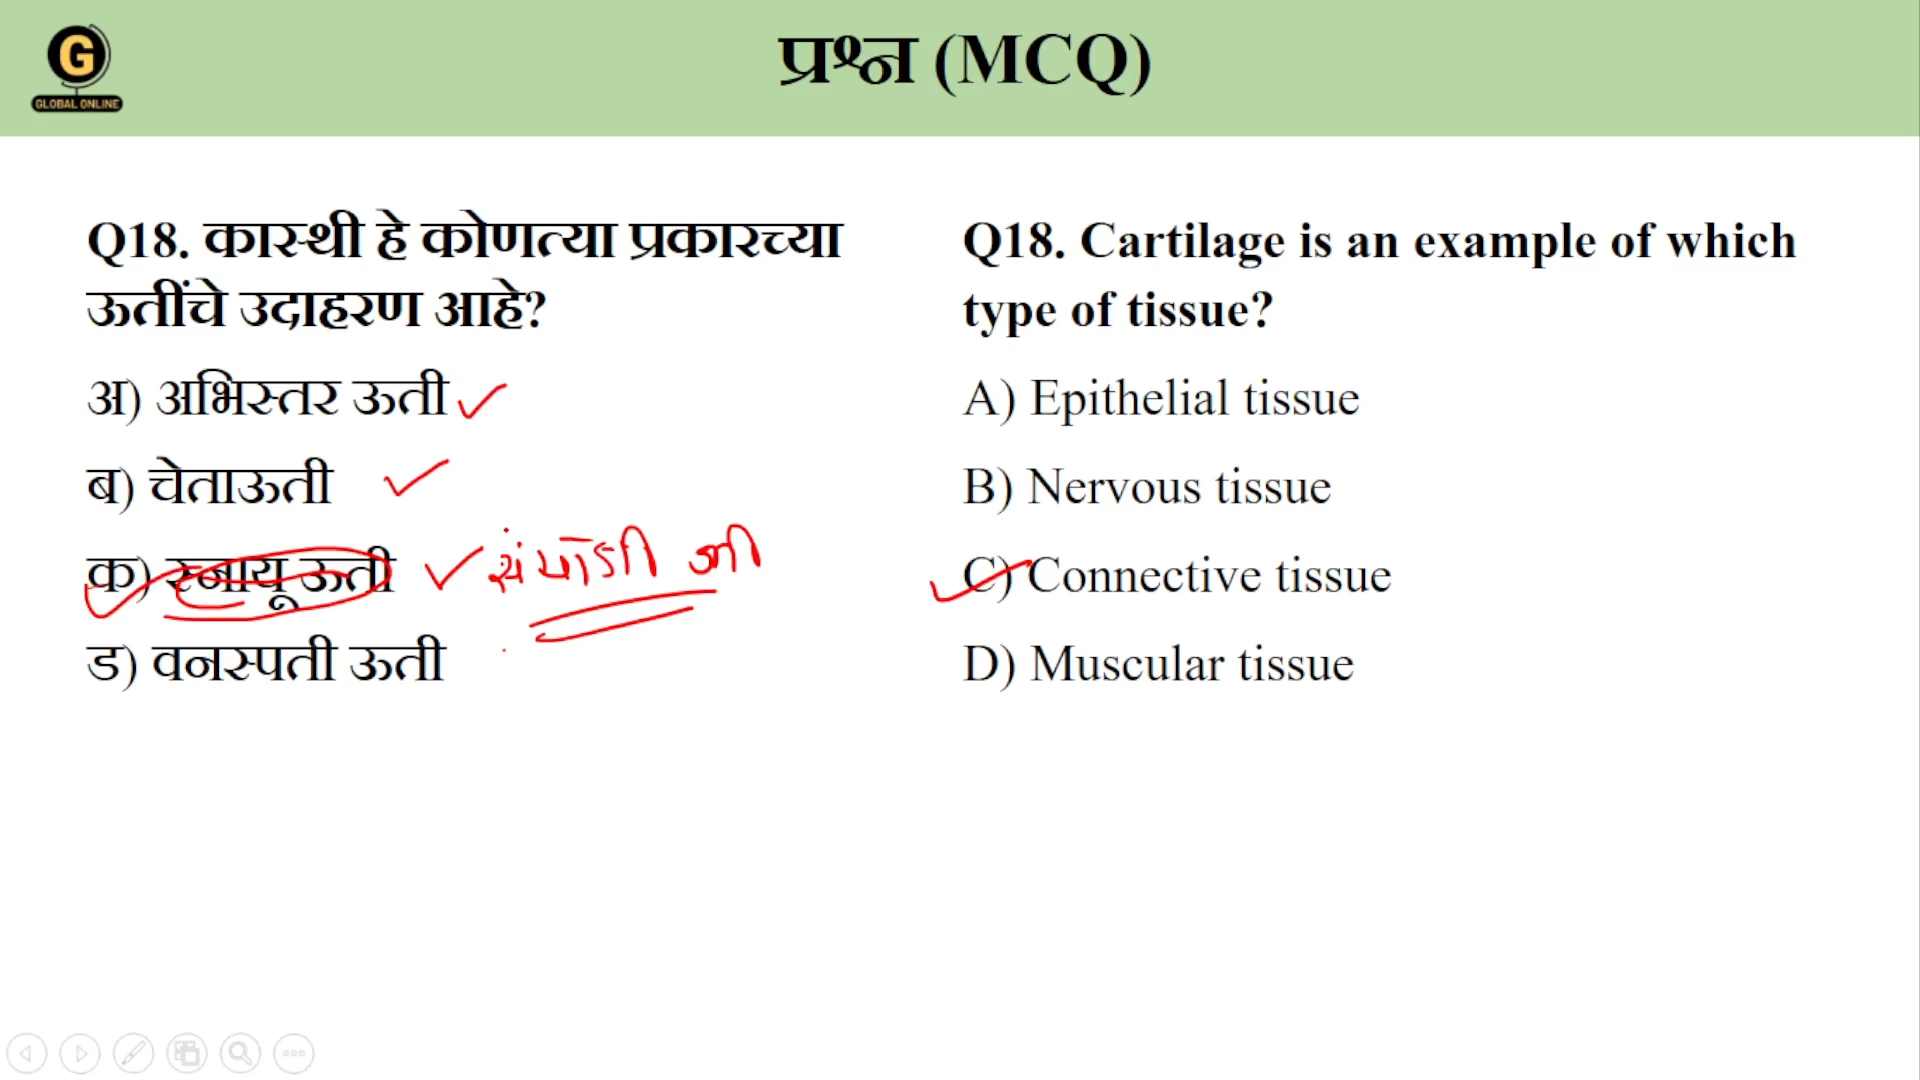 G
GLOBAL ONLINE
प्रश्न (MCQ)
Q18. कास्थी हे कोणत्या प्रकारच्या
ऊतींचे उदाहरण आहे?
अ) अभिस्तर ऊती
ब) चेताऊती
क) स्नायू ऊती
ड) वनस्पती ऊती
Q18. Cartilage is an example of which
type of tissue?
A) Epithelial tissue
B) Nervous tissue
C) Connective tissue
D) Muscular tissue